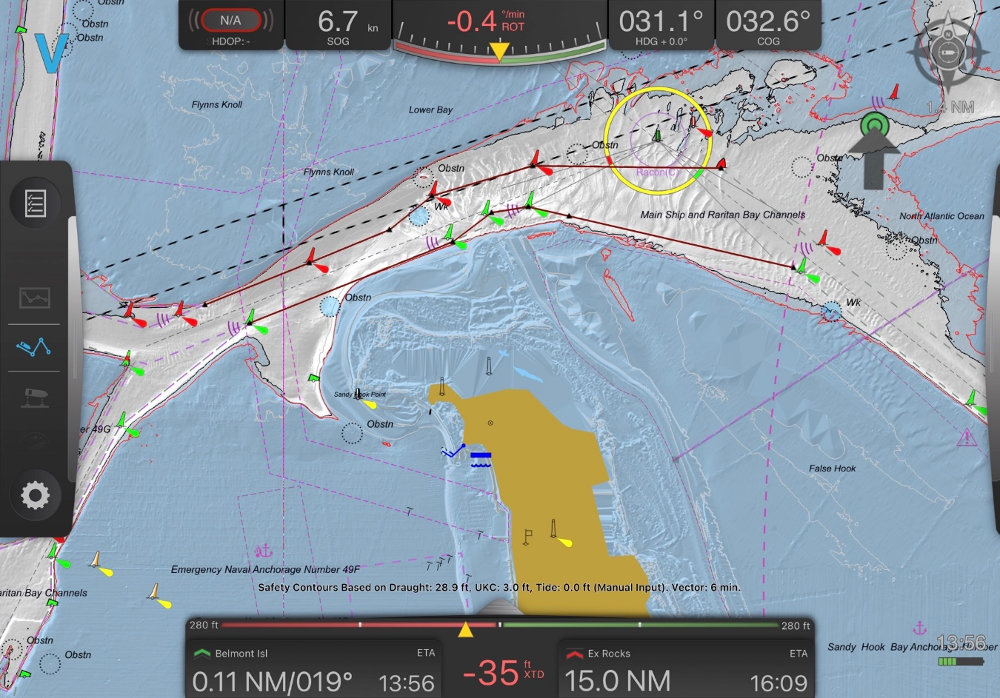 N/A
HDOP: -
6.7 kn
SOG
-0.4 °/min
ROT
031.1°
HDG + 0.0°
032.6°
COG
Obstn
Obstn
Obstn
V
N
1.4 NM
Flynns Knoll
Lower Bay
Obstn
Obstn
Flynns Knoll
Obstn
Racon(C)
Wk
Main Ship and Raritan Bay Channels
North Atlantic Ocean
Obstn
Obstn
Wk
Sandy Hook Point
Obstn
er 49G
False Hook
Emergency Naval Anchorage Number 49F
Safety Contours Based on Draught: 28.9 ft, UKC: 3.0 ft, Tide: 0.0 ft (Manual Input). Vector: 6 min.
aritan Bay Channels
280 ft
280 ft
Obstn
Obstn
Sandy Hook Bay Anchorage Number
13:56
Belmont Isl
ETA
0.11 NM/019°
13:56
-35 ft
XTD
Ex Rocks
ETA
15.0 NM
16:09